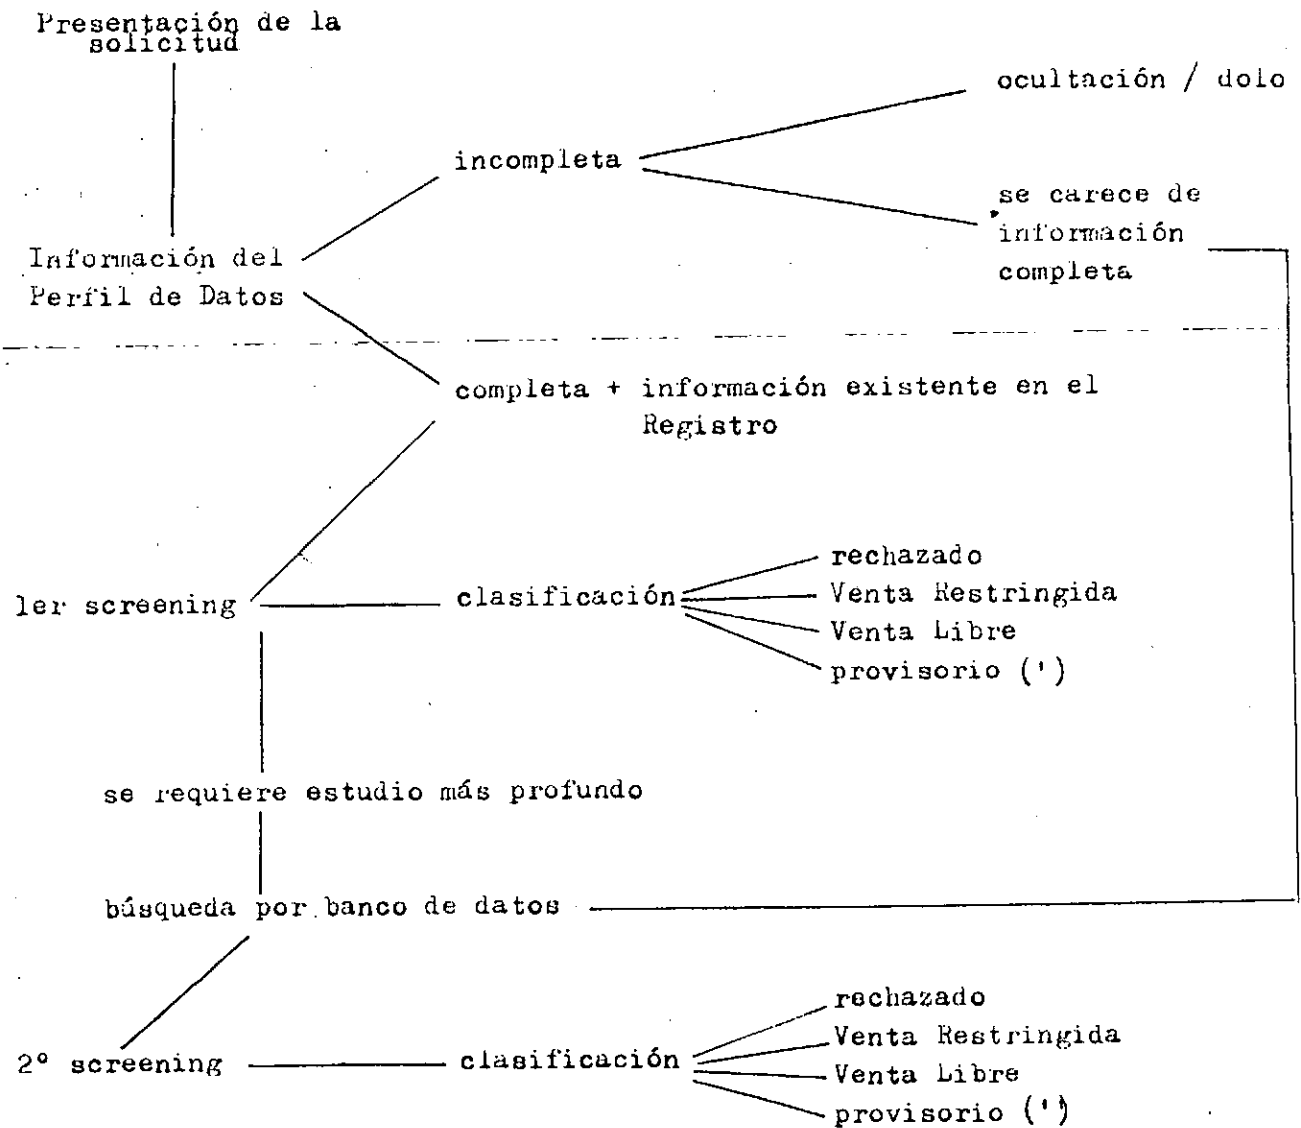 Presentación de la
solicitud
ocultación / dolo
incompleta
se carece de
información
completa
Información del
Perfil de Datos
completa + información existente en el
Registro
1er screening
clasificación
rechazado
Venta Restringida
Venta Libre
provisorio (')
se requiere estudio más profundo
búsqueda por banco de datos
2º screening
clasificación
rechazado
Venta Restringida
Venta Libre
provisorio (')